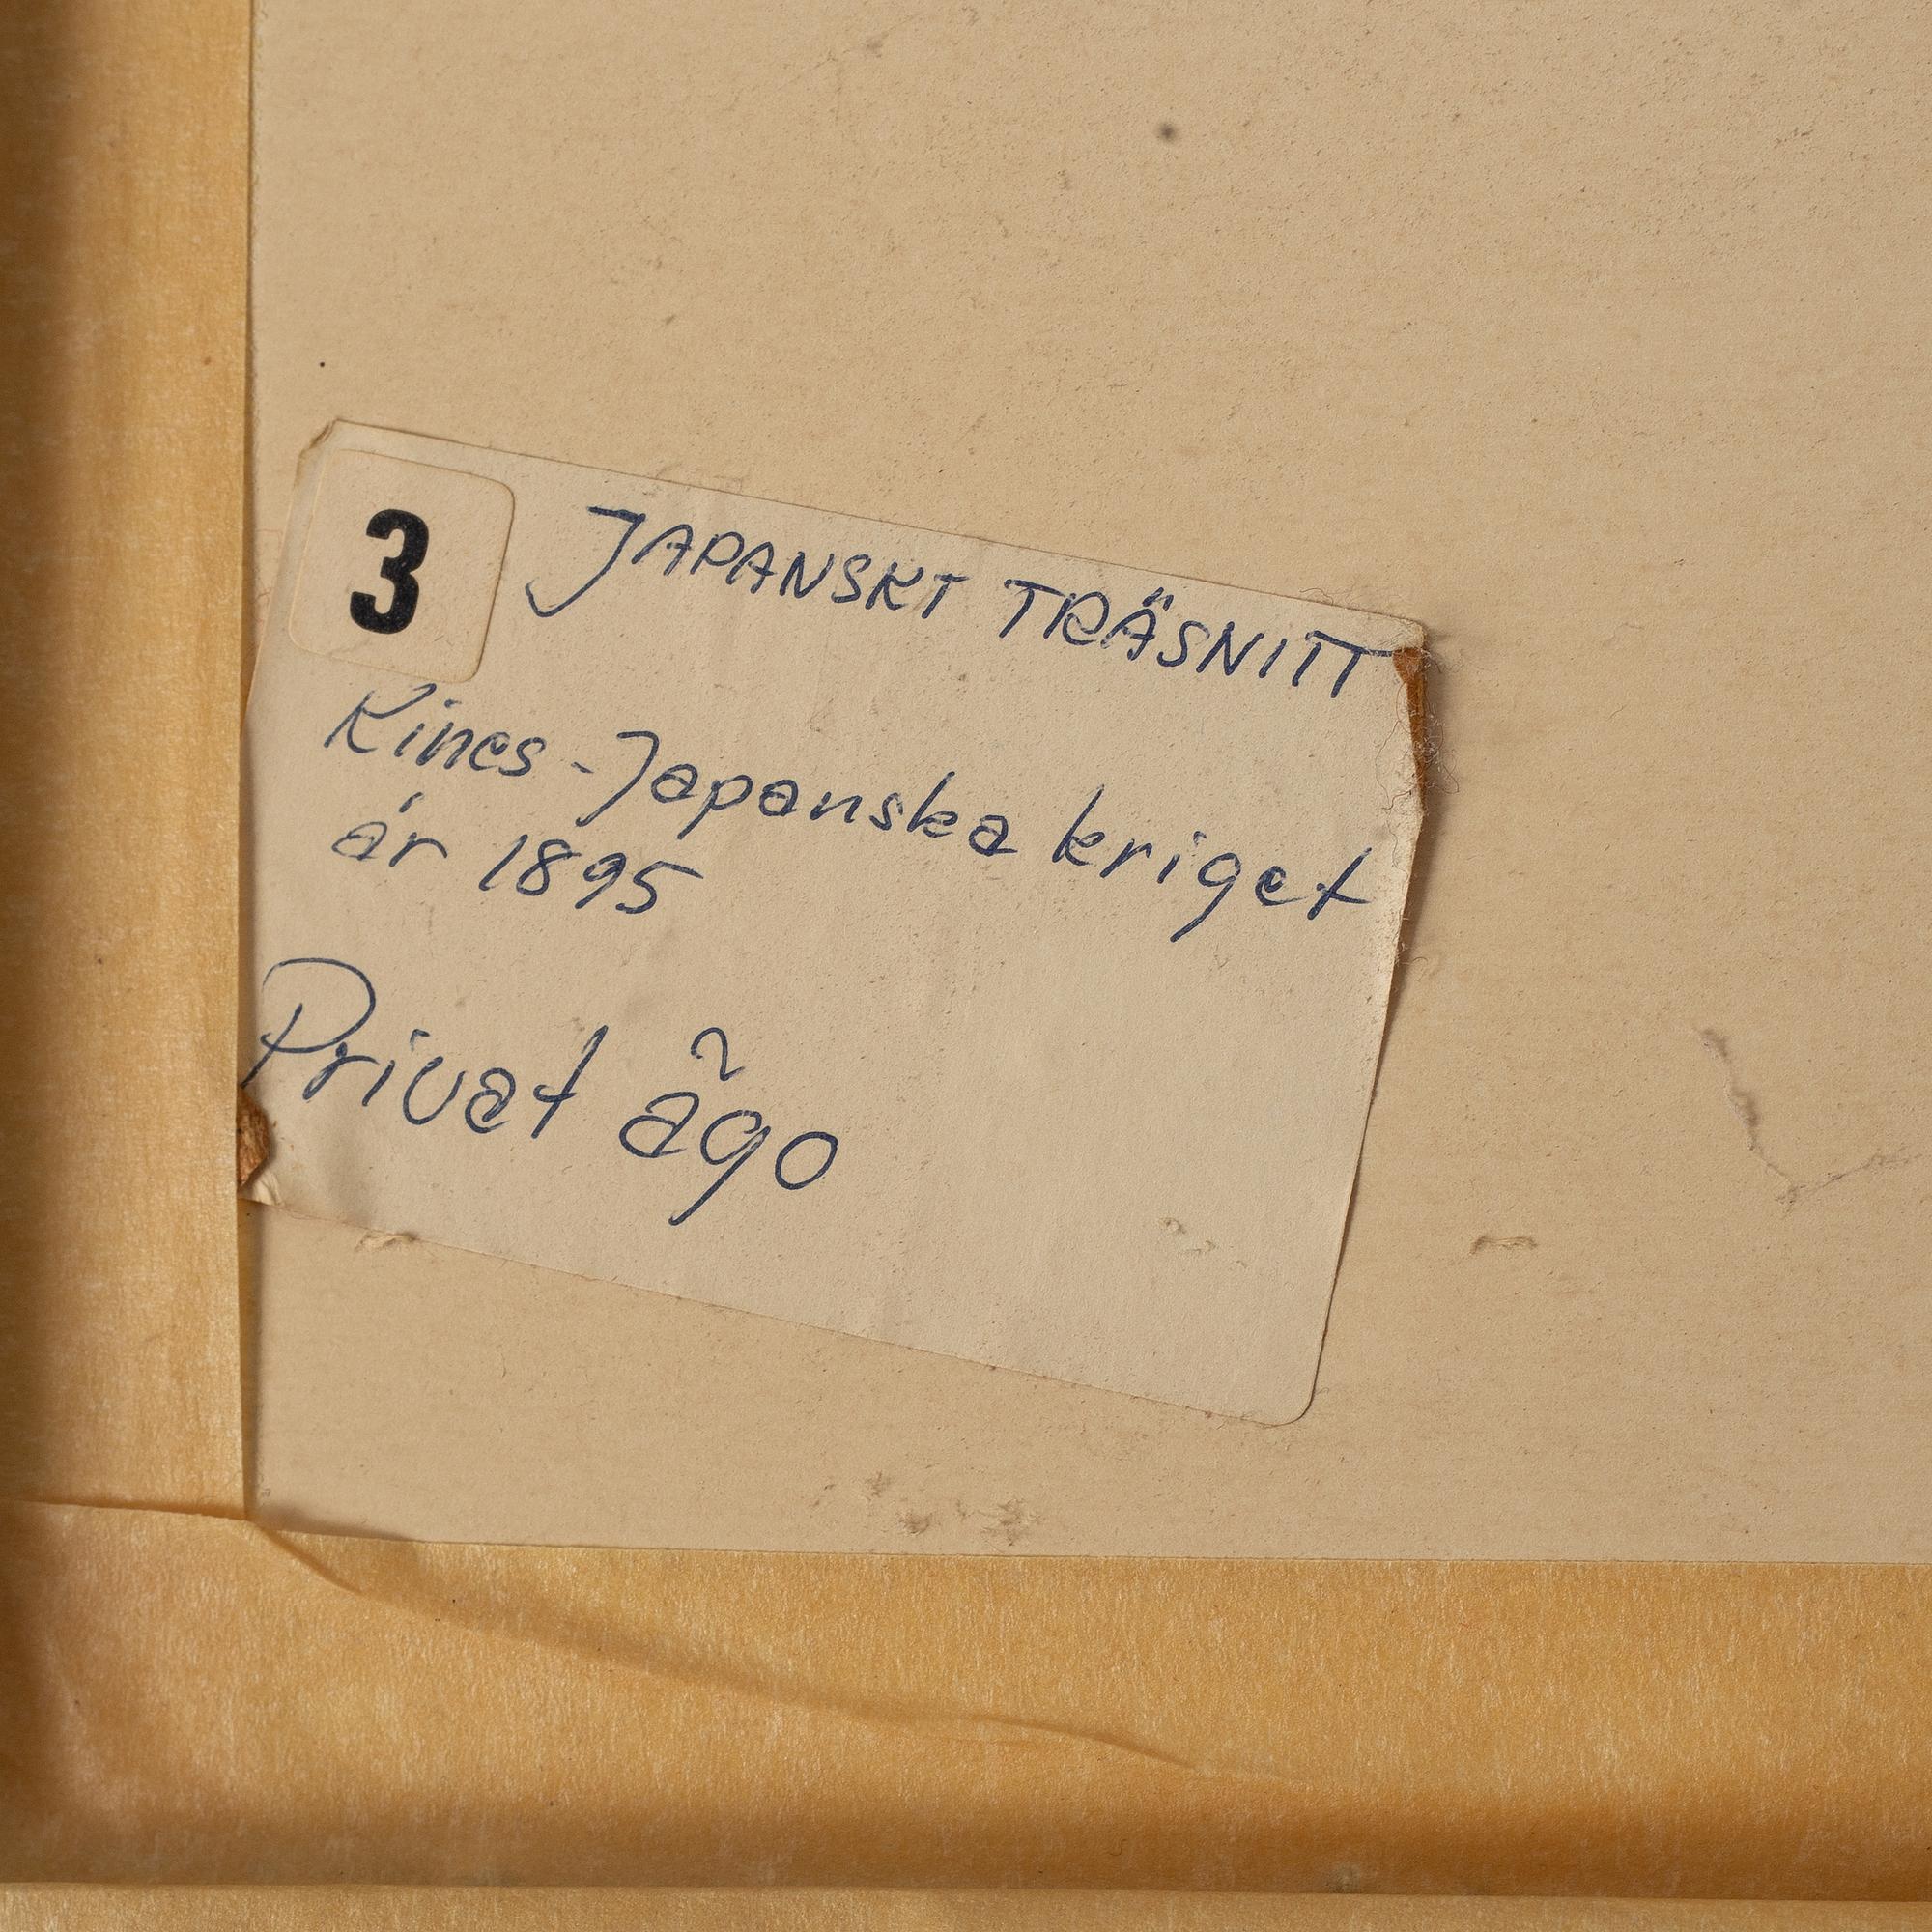 3
JAPANSKT TRÄSNITT
Kines-Japanska kriget
år 1895
Privat ägo